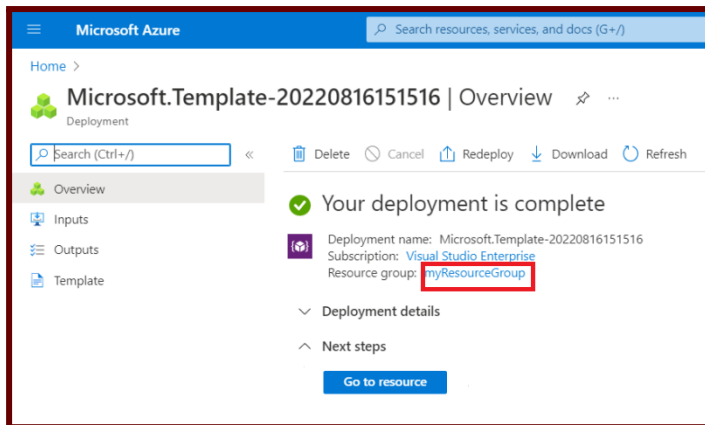 Microsoft Azure
Search resources, services, and docs (G+/)
Home >
Microsoft.Template-20220816151516 | Overview
Deployment
Search (Ctrl+/)
Delete
Cancel
Redeploy
Download
Refresh
Overview
Inputs
Outputs
Template
Your deployment is complete
Deployment name: Microsoft.Template-20220816151516
Subscription: Visual Studio Enterprise
Resource group: myResourceGroup
Deployment details
Next steps
Go to resource